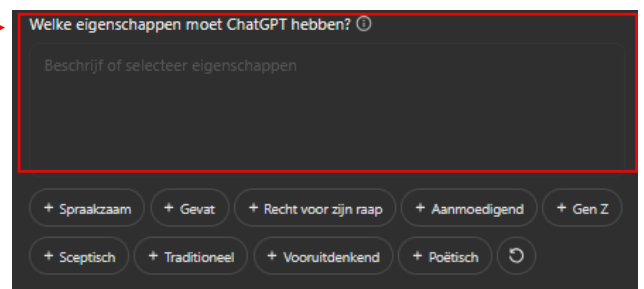 Welke eigenschappen moet ChatGPT hebben?
Beschrijf of selecteer eigenschappen
+ Spraakzaam + Gevat + Recht voor zijn raap + Aanmoedigend + Gen Z
+ Sceptisch + Traditioneel + Vooruitdenkend + Poëtisch